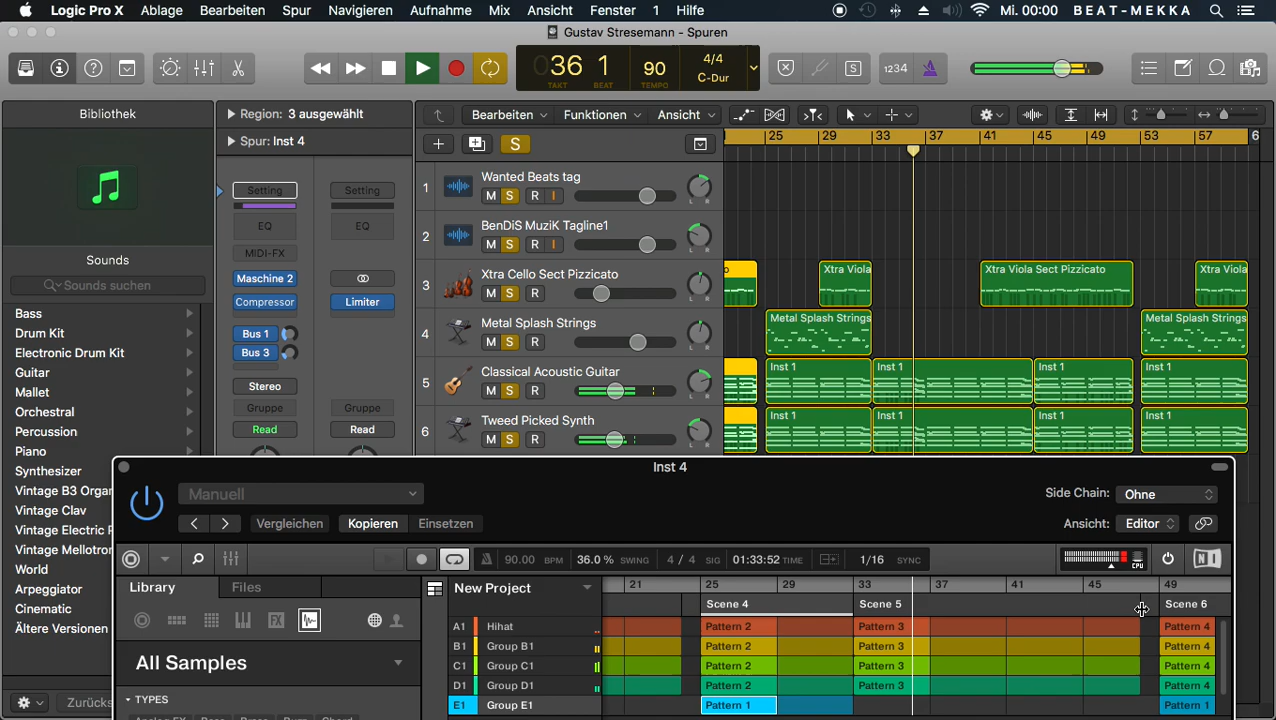 Logic Pro X Ablage Bearbeiten Spur Navigieren Aufnahme Mix Ansicht Fenster 1 Hilfe Mi. 00:00 BEAT-MEKKA
Gustav Stresemann - Spuren
36 1 90 4/4 C-Dur
TAKT BEAT TEMPO
1234
Bibliothek
Region: 3 ausgewählt
Spur: Inst 4
Bearbeiten Funktionen Ansicht
25 29 33 37 41 45 49 53 57 6
Setting Setting
EQ EQ
MIDI-FX
Maschine 2
Compressor Limiter
Bus 1
Bus 3
Stereo
Gruppe Gruppe
Read Read
Sounds
Sounds suchen
Bass
Drum Kit
Electronic Drum Kit
Guitar
Mallet
Orchestral
Percussion
Piano
Synthesizer
Vintage B3 Organ
Vintage Clav
Vintage Electric P
Vintage Mellotro
World
Arpeggiator
Cinematic
Ältere Versionen
Zurücks
1 Wanted Beats tag
M S R I
2 BenDiS MuziK Tagline1
M S R I
3 Xtra Cello Sect Pizzicato
M S R
4 Metal Splash Strings
M S R
5 Classical Acoustic Guitar
M S R
6 Tweed Picked Synth
M S R
Xtra Viola Xtra Viola Sect Pizzicato Xtra Viola
Metal Splash Strings Metal Splash Strings
Inst 1 Inst 1 Inst 1 Inst 1
Inst 1 Inst 1 Inst 1 Inst 1
Inst 4
Manuell
Side Chain: Ohne
Vergleichen Kopieren Einsetzen
Ansicht: Editor
90.00 BPM 36.0 % SWING 4 / 4 SIG 01:33:52 TIME 1/16 SYNC CPU
Library Files
All Samples
TYPES
New Project
21 25 29 33 37 41 45 49
Scene 4 Scene 5 Scene 6
A1 Hihat Pattern 2 Pattern 3 Pattern 4
B1 Group B1 Pattern 2 Pattern 3 Pattern 4
C1 Group C1 Pattern 2 Pattern 3 Pattern 4
D1 Group D1 Pattern 2 Pattern 3 Pattern 4
E1 Group E1 Pattern 1 Pattern 1